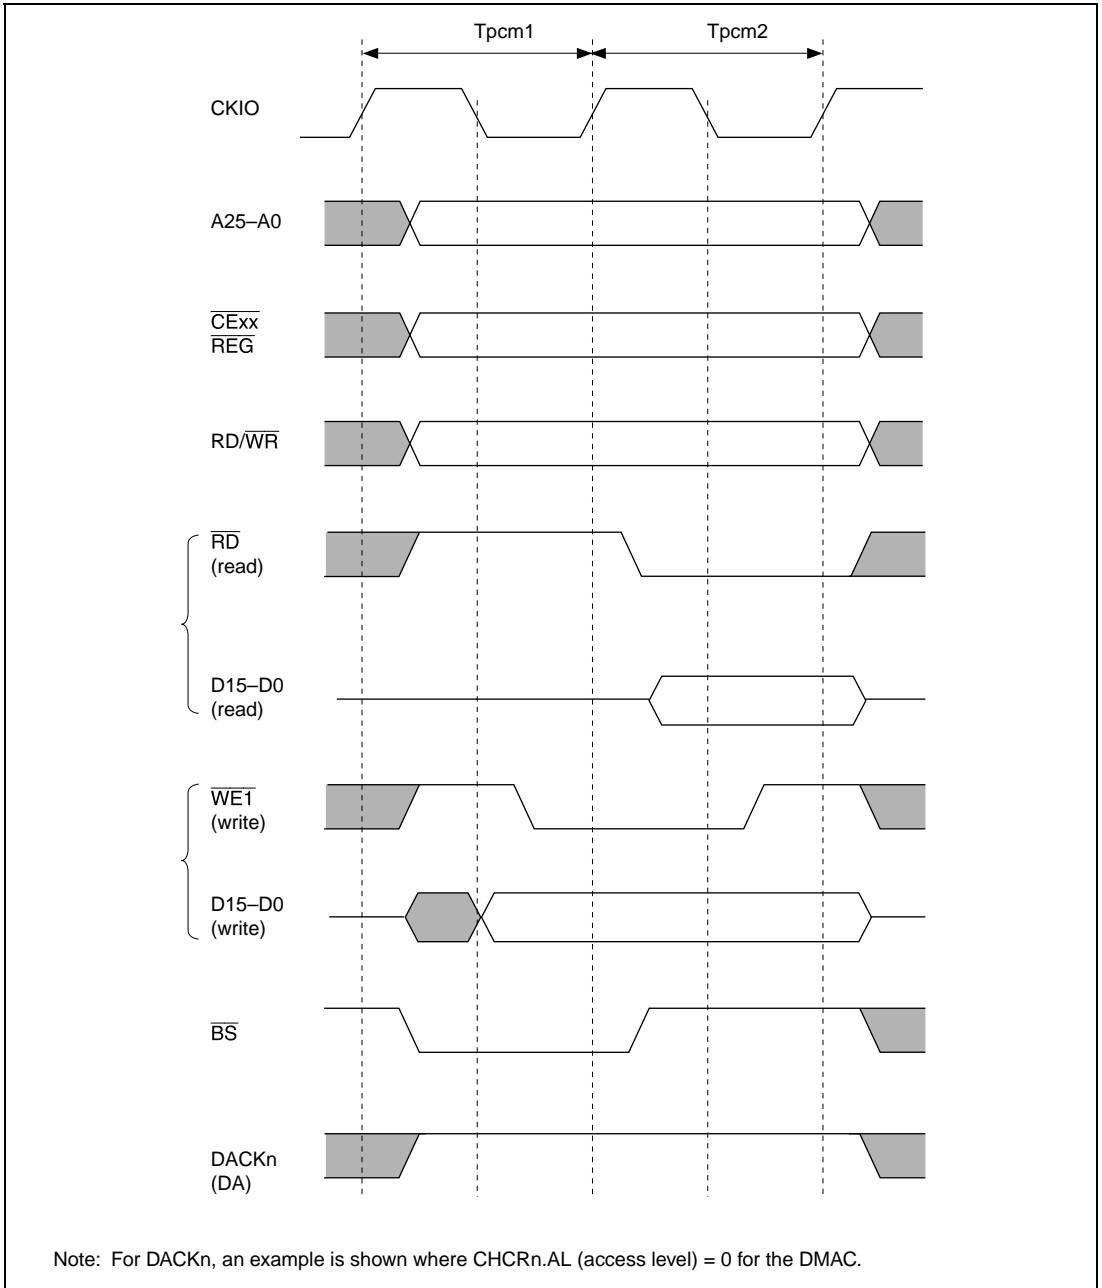 Tpcm1 Tpcm2
CKIO
A25–A0
CExx
REG
RD/WR
RD
(read)
D15–D0
(read)
WE1
(write)
D15–D0
(write)
BS
DACKn
(DA)
Note: For DACKn, an example is shown where CHCRn.AL (access level) = 0 for the DMAC.